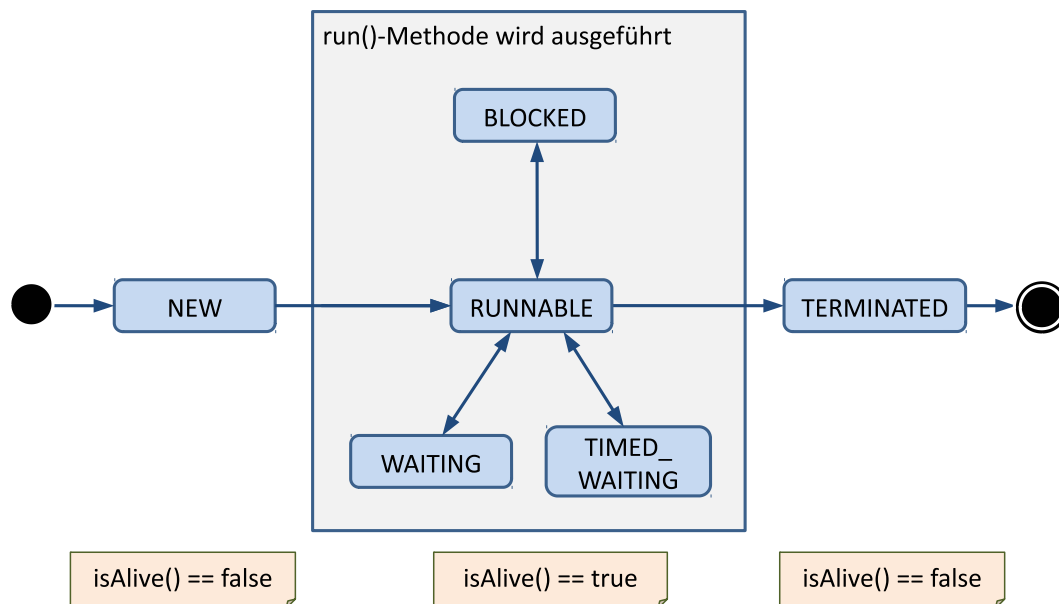 run()-Methode wird ausgeführt
BLOCKED
NEW
RUNNABLE
TERMINATED
WAITING
TIMED_
WAITING
isAlive() == false
isAlive() == true
isAlive() == false